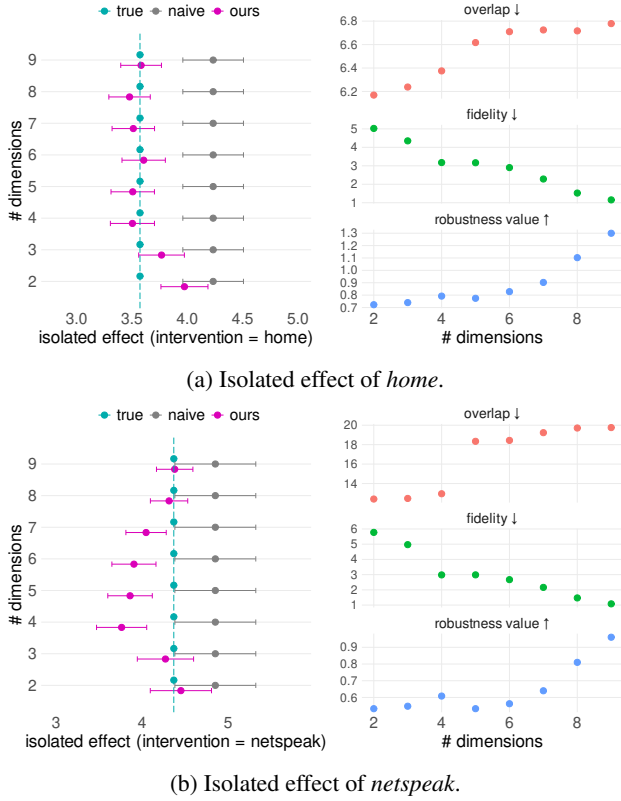 true naive ours
9
8
7
6
5
4
3
2
# dimensions
3.0 3.5 4.0 4.5 5.0
isolated effect (intervention = home)
overlap ↓
6.8
6.4
6.2
fidelity ↓
5
4
3
2
1
robustness value ↑
1.3
1.2
1.1
1.0
0.9
0.8
0.7
2 4 6 8
# dimensions
(a) Isolated effect of home.
true naive ours
9
8
7
6
5
4
3
2
# dimensions
3 4 5
isolated effect (intervention = netspeak)
overlap ↓
20
18
16
14
fidelity ↓
6
5
4
3
2
1
robustness value ↑
0.9
0.8
0.7
0.6
2 4 6 8
# dimensions
(b) Isolated effect of netspeak.